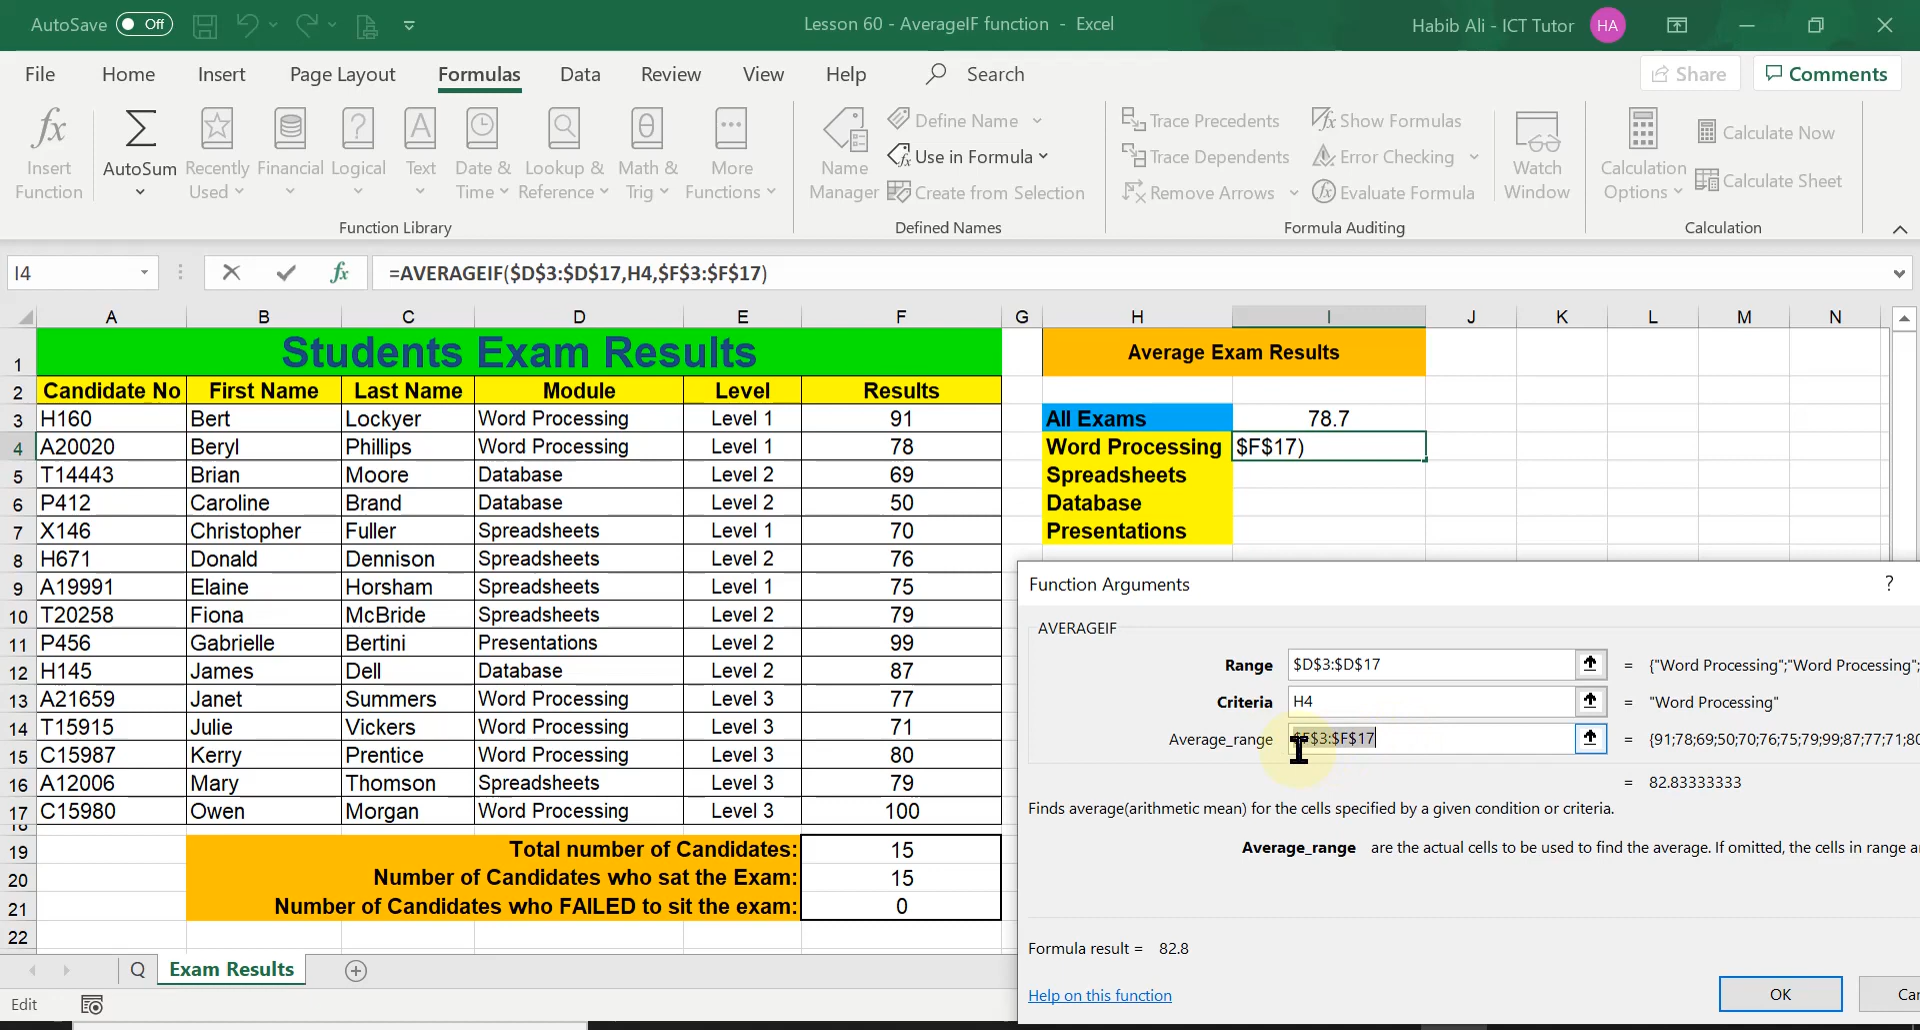 AutoSave Off Lesson 60 - AverageIF function - Excel Habib Ali - ICT Tutor HA
File Home Insert Page Layout Formulas Data Review View Help Search Share Comments
fx Insert Function
AutoSum
Recently Used
Financial
Logical
Text
Date & Time
Lookup & Reference
Math & Trig
More Functions
Function Library
Name Manager
Define Name
Use in Formula
Create from Selection
Defined Names
Trace Precedents
Trace Dependents
Remove Arrows
Show Formulas
Error Checking
Evaluate Formula
Watch Window
Formula Auditing
Calculation Options
Calculate Now
Calculate Sheet
Calculation
I4 fx =AVERAGEIF($D$3:$D$17,H4,$F$3:$F$17)
A B C D E F G H I J K L M N
1 Students Exam Results Average Exam Results
2 Candidate No First Name Last Name Module Level Results
3 H160 Bert Lockyer Word Processing Level 1 91 All Exams 78.7
4 A20020 Beryl Phillips Word Processing Level 1 78 Word Processing $F$17)
5 T14443 Brian Moore Database Level 2 69 Spreadsheets
6 P412 Caroline Brand Database Level 2 50 Database
7 X146 Christopher Fuller Spreadsheets Level 1 70 Presentations
8 H671 Donald Dennison Spreadsheets Level 2 76
9 A19991 Elaine Horsham Spreadsheets Level 1 75
10 T20258 Fiona McBride Spreadsheets Level 2 79
11 P456 Gabrielle Bertini Presentations Level 2 99
12 H145 James Dell Database Level 2 87
13 A21659 Janet Summers Word Processing Level 3 77
14 T15915 Julie Vickers Word Processing Level 3 71
15 C15987 Kerry Prentice Word Processing Level 3 80
16 A12006 Mary Thomson Spreadsheets Level 3 79
17 C15980 Owen Morgan Word Processing Level 3 100
19 Total number of Candidates: 15
20 Number of Candidates who sat the Exam: 15
21 Number of Candidates who FAILED to sit the exam: 0
22
Function Arguments ?
AVERAGEIF
Range $D$3:$D$17 = {"Word Processing";"Word Processing";
Criteria H4 = "Word Processing"
Average_range $F$3:$F$17 = {91;78;69;50;70;76;75;79;99;87;77;71;80
= 82.83333333
Finds average(arithmetic mean) for the cells specified by a given condition or criteria.
Average_range are the actual cells to be used to find the average. If omitted, the cells in range
Formula result = 82.8
Help on this function OK
Q Exam Results
Edit